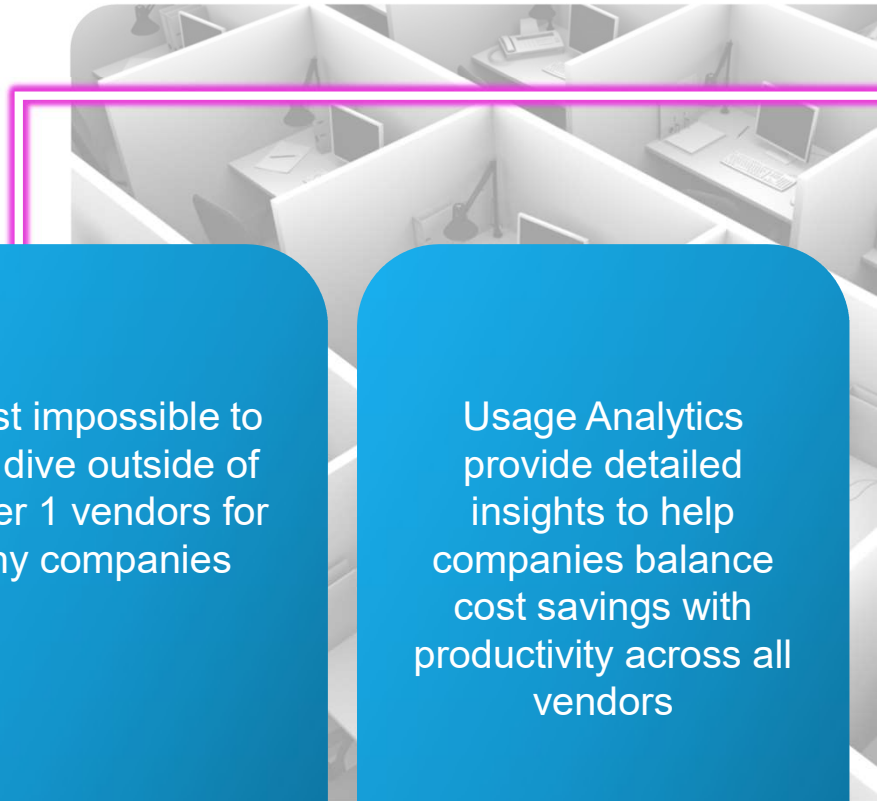 st impossible to
dive outside of
er 1 vendors for
ny companies
Usage Analytics
provide detailed
insights to help
companies balance
cost savings with
productivity across all
vendors